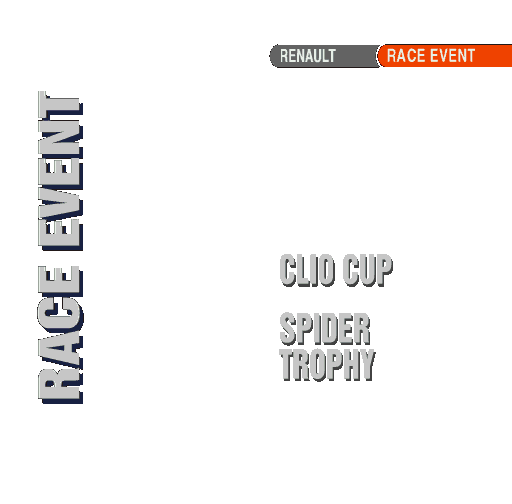 RENAULT RACE EVENT
RACE EVENT
CLIO CUP
SPIDER
TROPHY